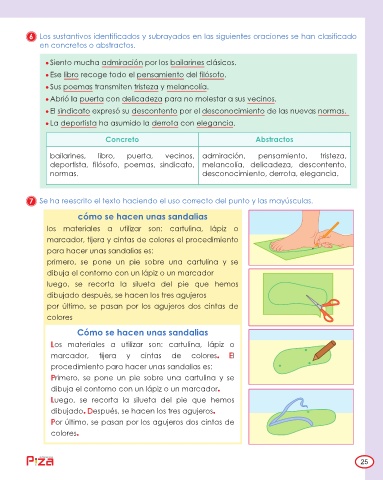 6 Los sustantivos identificados y subrayados en las siguientes oraciones se han clasificado
en concretos o abstractos.
• Siento mucha admiración por los bailarines clásicos.
• Ese libro recoge todo el pensamiento del filósofo.
• Sus poemas transmiten tristeza y melancolía.
• Abrió la puerta con delicadeza para no molestar a sus vecinos.
• El sindicato expresó su descontento por el desconocimiento de las nuevas normas.
• La deportista ha asumido la derrota con elegancia.
Concreto
bailarines, libro, puerta, vecinos,
deportista, filósofo, poemas, sindicato,
normas.
Abstractos
admiración, pensamiento, tristeza,
melancolía, delicadeza, descontento,
desconocimiento, derrota, elegancia.
7 Se ha reescrito el texto haciendo el uso correcto del punto y las mayúsculas.
cómo se hacen unas sandalias
los materiales a utilizar son: cartulina, lápiz o
marcador, tijera y cintas de colores el procedimiento
para hacer unas sandalias es:
primero, se pone un pie sobre una cartulina y se
dibuja el contorno con un lápiz o un marcador
luego, se recorta la silueta del pie que hemos
dibujado después, se hacen los tres agujeros
por último, se pasan por los agujeros dos cintas de
colores
Cómo se hacen unas sandalias
Los materiales a utilizar son: cartulina, lápiz o
marcador, tijera y cintas de colores. El
procedimiento para hacer unas sandalias es:
Primero, se pone un pie sobre una cartulina y se
dibuja el contorno con un lápiz o un marcador.
Luego, se recorta la silueta del pie que hemos
dibujado. Después, se hacen los tres agujeros.
Por último, se pasan por los agujeros dos cintas de
colores.
Piza
25